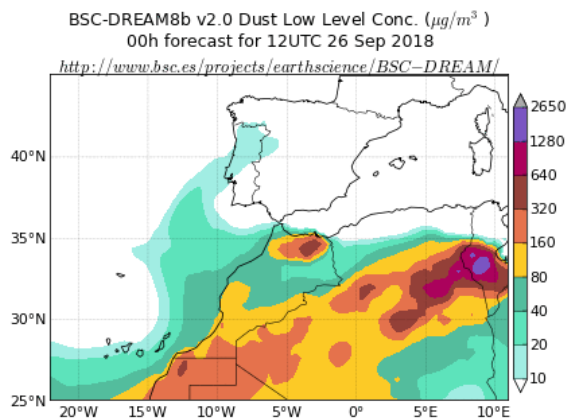 BSC-DREAM8b v2.0 Dust Low Level Conc. (μg/m³ )
00h forecast for 12UTC 26 Sep 2018
http://www.bsc.es/projects/earthscience/BSC−DREAM/
40°N
35°N
30°N
25°N
20°W 15°W 10°W 5°W 0° 5°E 10°E
2650
1280
640
320
160
80
40
20
10